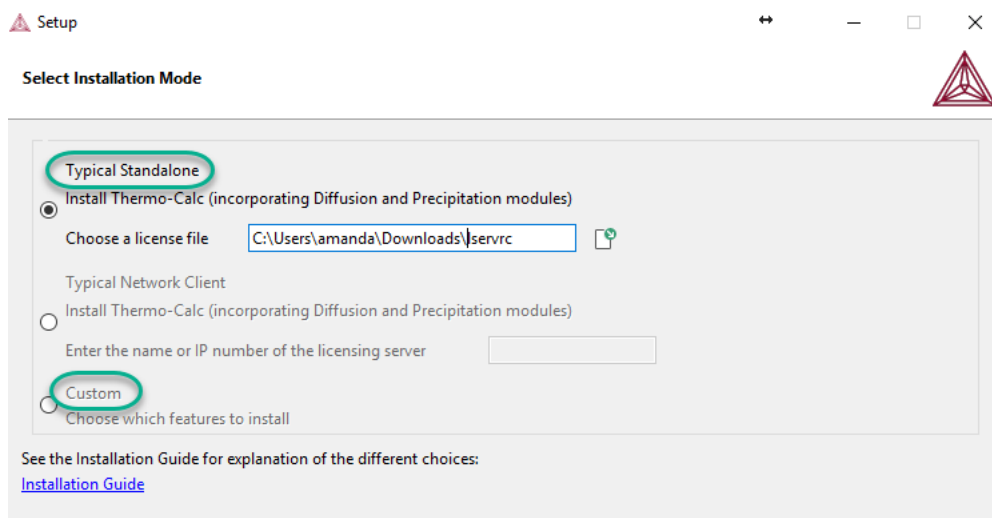 Setup
Select Installation Mode
Typical Standalone
Install Thermo-Calc (incorporating Diffusion and Precipitation modules)
Choose a license file C:\Users\amanda\Downloads\lservrc
Typical Network Client
Install Thermo-Calc (incorporating Diffusion and Precipitation modules)
Enter the name or IP number of the licensing server
Custom
Choose which features to install
See the Installation Guide for explanation of the different choices:
Installation Guide